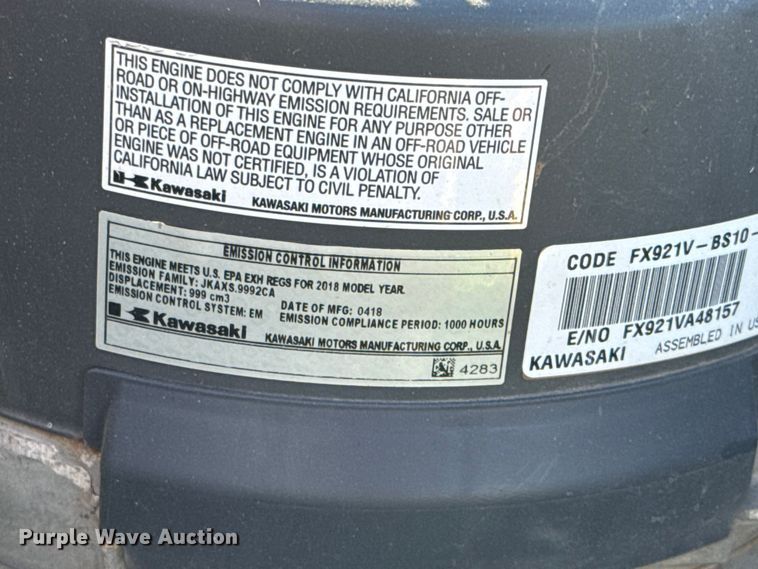 THIS ENGINE DOES NOT COMPLY WITH CALIFORNIA OFF-
ROAD OR ON-HIGHWAY EMISSION REQUIREMENTS. SALE OR
INSTALLATION OF THIS ENGINE FOR ANY PURPOSE OTHER
THAN AS A REPLACEMENT ENGINE IN AN OFF-ROAD VEHICLE
OR PIECE OF OFF-ROAD EQUIPMENT WHOSE ORIGINAL
ENGINE WAS NOT CERTIFIED, IS A VIOLATION OF
CALIFORNIA LAW SUBJECT TO CIVIL PENALTY.
Kawasaki KAWASAKI MOTORS MANUFACTURING CORP., U.S.A.
EMISSION CONTROL INFORMATION
THIS ENGINE MEETS U.S. EPA EXH REGS FOR 2018 MODEL YEAR.
EMISSION FAMILY: JKAXS.9992CA
DISPLACEMENT: 999 cm3 DATE OF MFG: 0418
EMISSION CONTROL SYSTEM: EM EMISSION COMPLIANCE PERIOD: 1000 HOURS
Kawasaki KAWASAKI MOTORS MANUFACTURING CORP., U.S.A.
4283
CODE FX921V-BS10-
E/NO FX921VA48157
KAWASAKI ASSEMBLED IN US
Purple Wave Auction